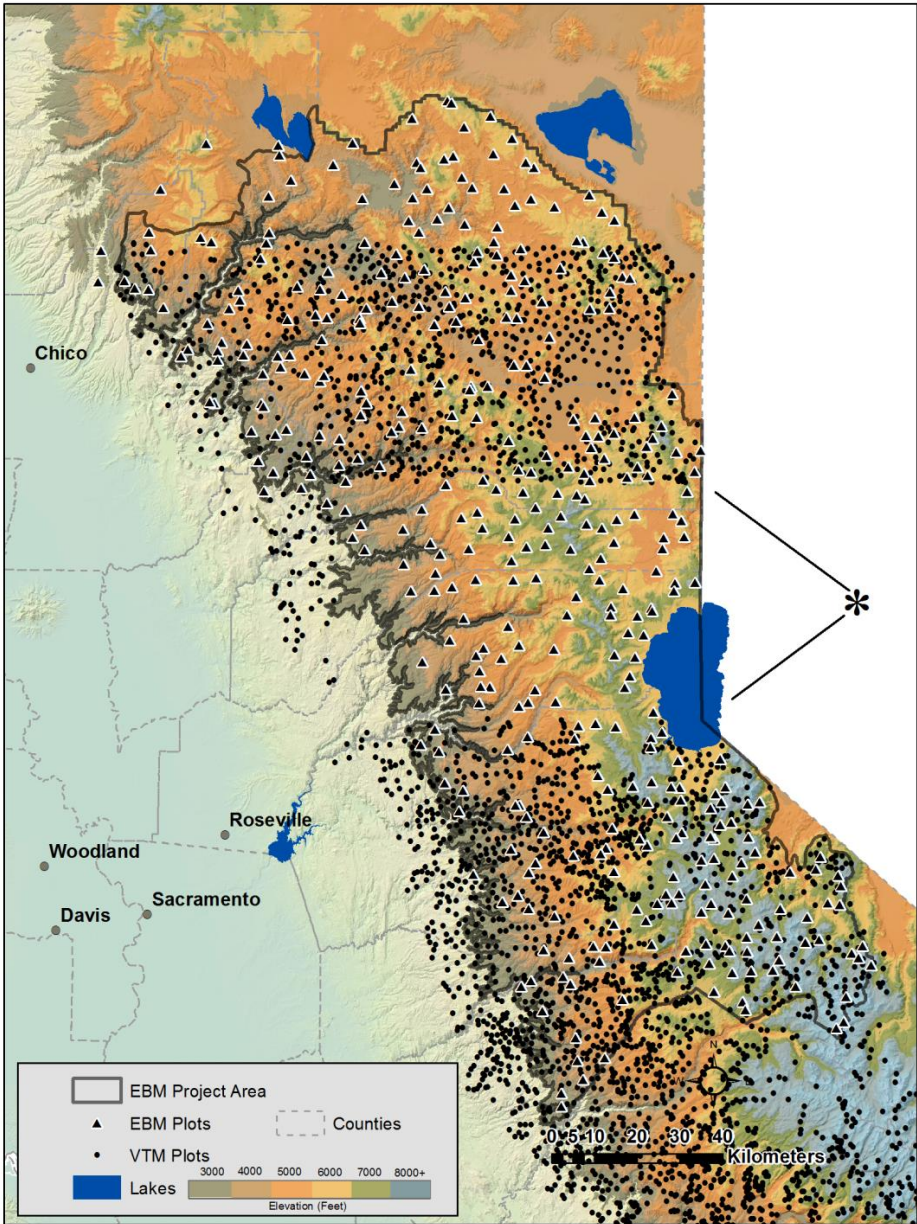 Chico
*
Roseville
Woodland
Sacramento
Davis
N
W
EBM Project Area
EBM Plots
Counties
VTM Plots
Lakes
3000 4000 5000 6000 7000 8000+
Elevation (Feet)
0 5 10 20 30 40
Kilometers